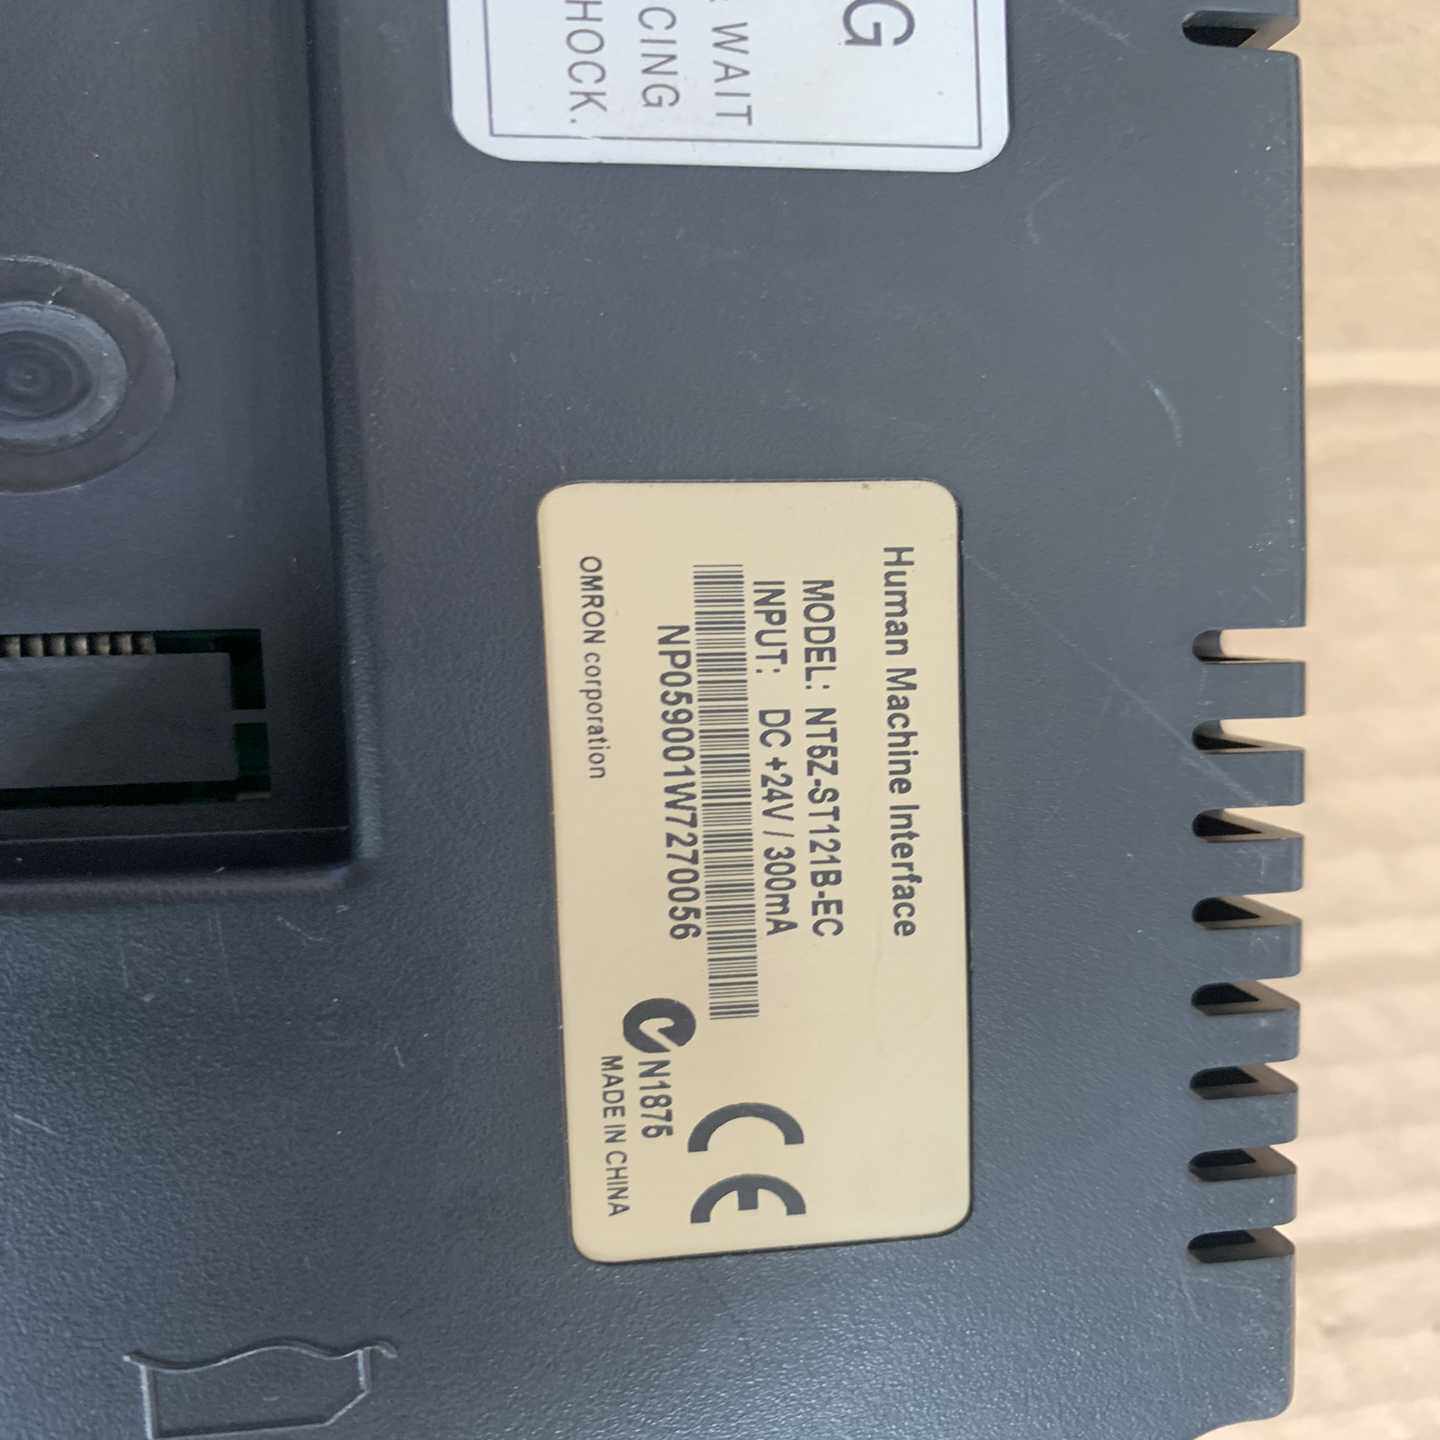 G
WAIT
CING
HOCK.
Human Machine Interface
MODEL: NT5Z-ST121B-EC
INPUT: DC +24V / 300mA
NP059001W7270056
OMRON corporation
N1875
MADE IN CHINA
CE